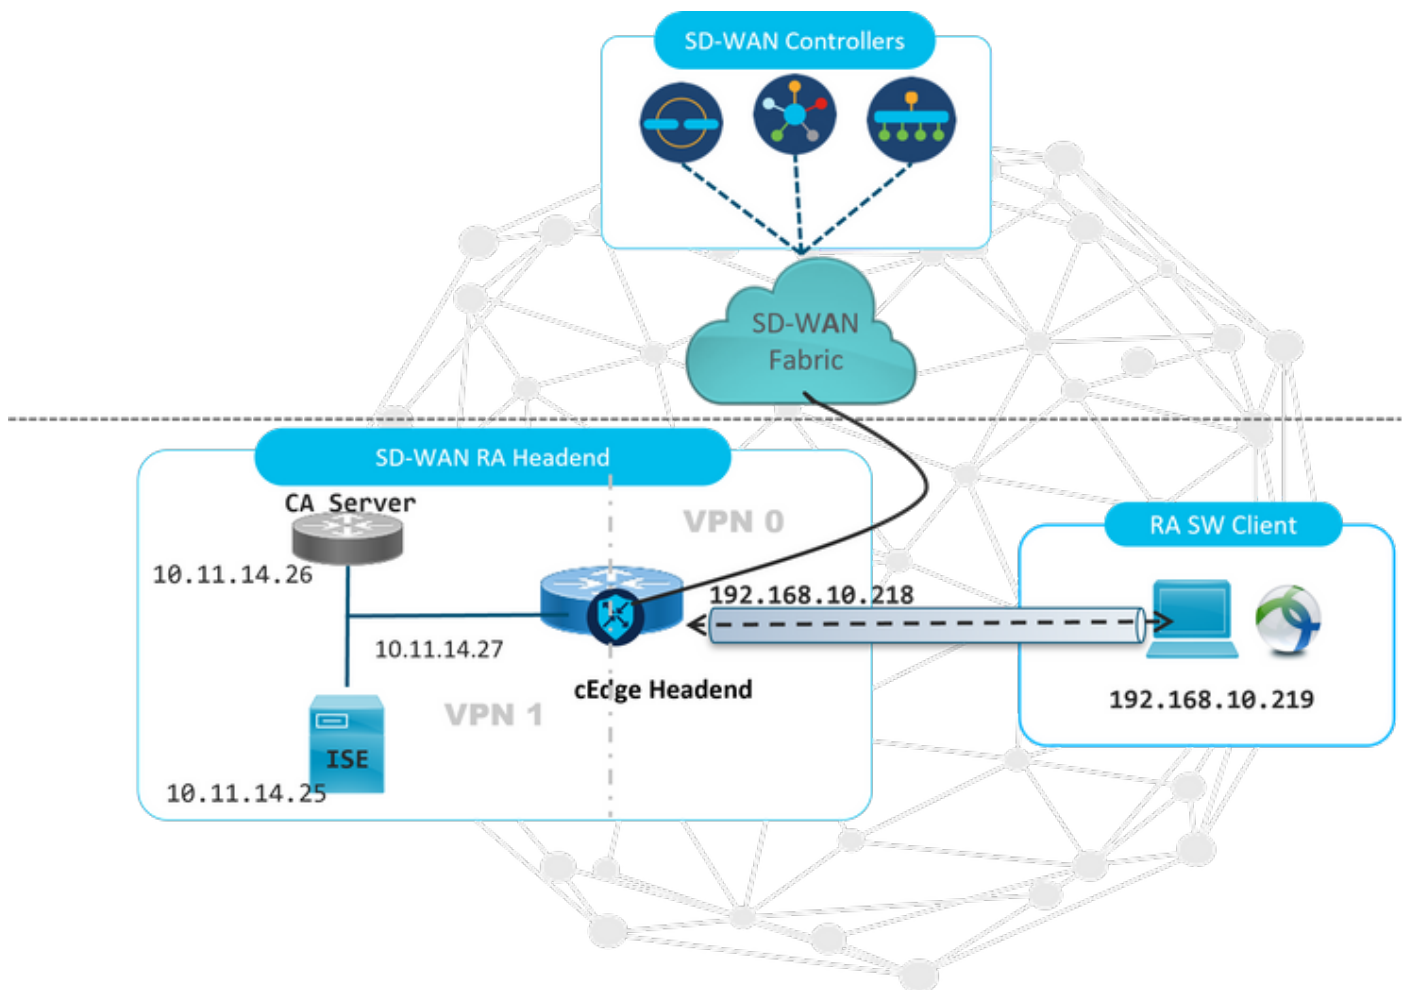 SD-WAN Controllers
SD-WAN
Fabric
SD-WAN RA Headend
CA Server
VPN 0
RA SW Client
10.11.14.26
192.168.10.218
10.11.14.27
cEdge Headend
192.168.10.219
VPN 1
ISE
10.11.14.25